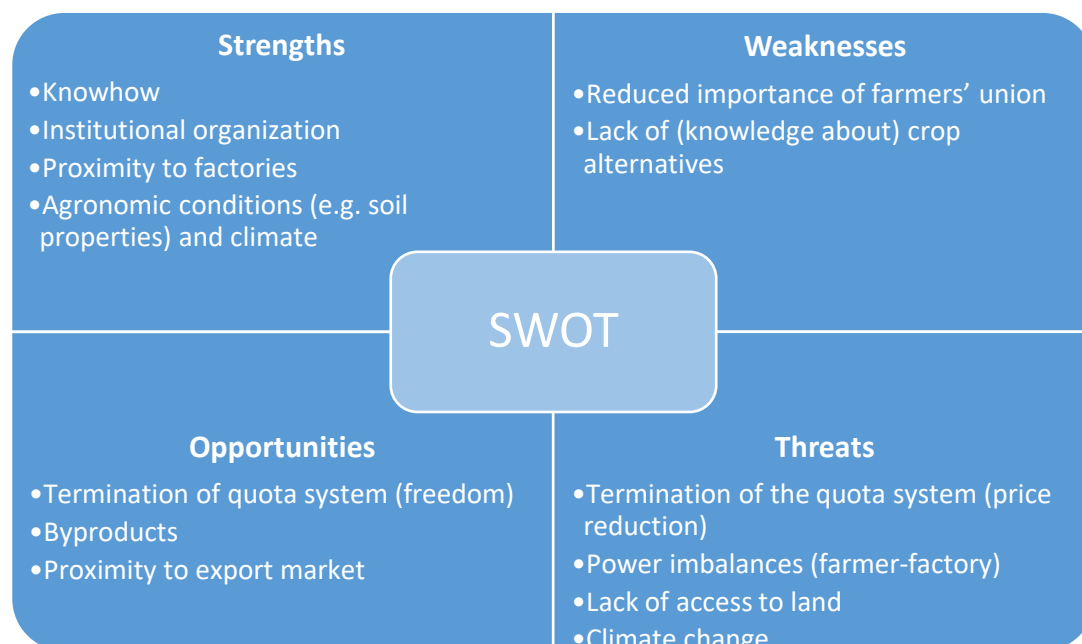 Strengths
•Knowhow
•Institutional organization
•Proximity to factories
•Agronomic conditions (e.g. soil
properties) and climate
Weaknesses
•Reduced importance of farmers’ union
•Lack of (knowledge about) crop
alternatives
SWOT
Opportunities
•Termination of quota system (freedom)
•Byproducts
•Proximity to export market
Threats
•Termination of the quota system (price
reduction)
•Power imbalances (farmer-factory)
•Lack of access to land
•Climate change